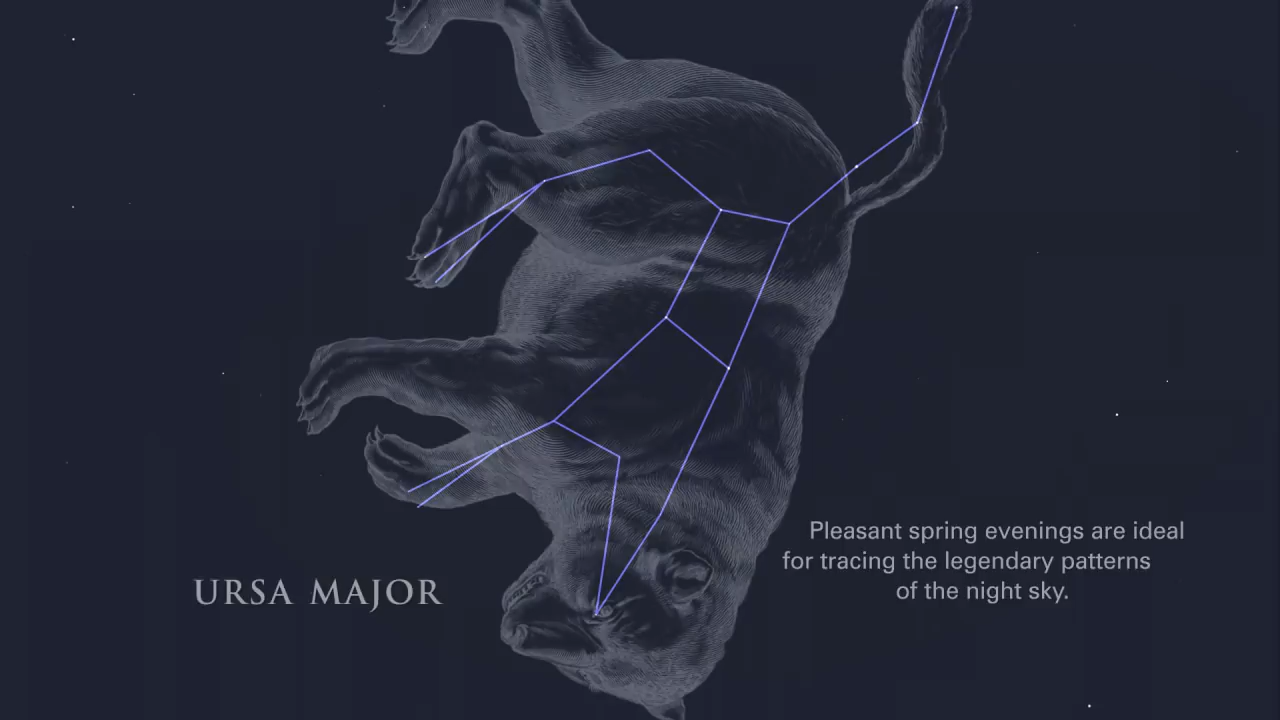 Pleasant spring evenings are ideal
for tracing the legendary patterns
of the night sky.
URSA MAJOR